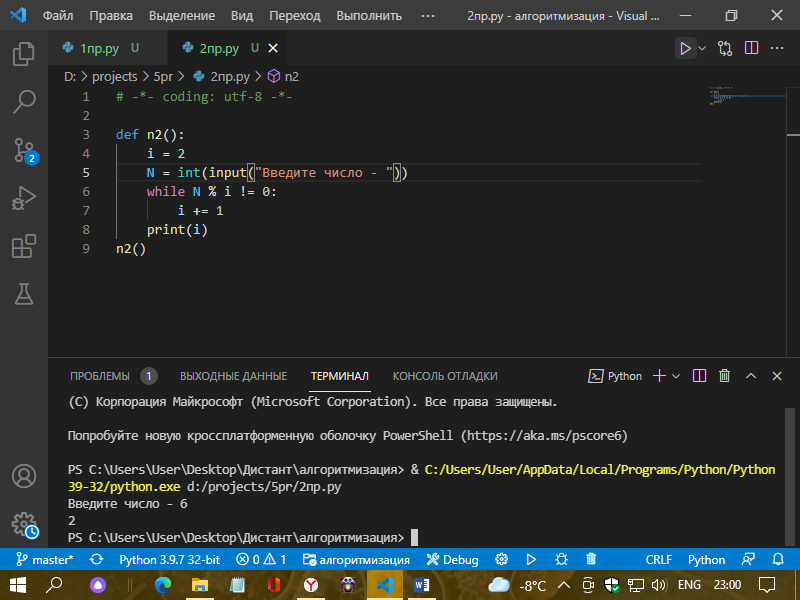 Файл Правка Выделение Вид Переход Выполнить ··· 2пр.py - алгоритмизация - Visual ...
1пр.py U 2пр.py U
D: > projects > 5pr > 2пр.py > n2
1 # -*- coding: utf-8 -*-
2
3 def n2():
4 i = 2
5 N = int(input("Введите число - "))
6 while N % i != 0:
7 i += 1
8 print(i)
9 n2()
2
ПРОБЛЕМЫ 1 ВЫХОДНЫЕ ДАННЫЕ ТЕРМИНАЛ КОНСОЛЬ ОТЛАДКИ Python
(C) Корпорация Майкрософт (Microsoft Corporation). Все права защищены.
Попробуйте новую кроссплатформенную оболочку PowerShell (https://aka.ms/pscore6)
PS C:\Users\User\Desktop\Дистант\алгоритмизация> & C:/Users/User/AppData/Local/Programs/Python/Python
39-32/python.exe d:/projects/5pr/2пр.py
Введите число - 6
2
PS C:\Users\User\Desktop\Дистант\алгоритмизация>
master* Python 3.9.7 32-bit 0 1 алгоритмизация Debug CRLF Python
-8°C ENG 23:00